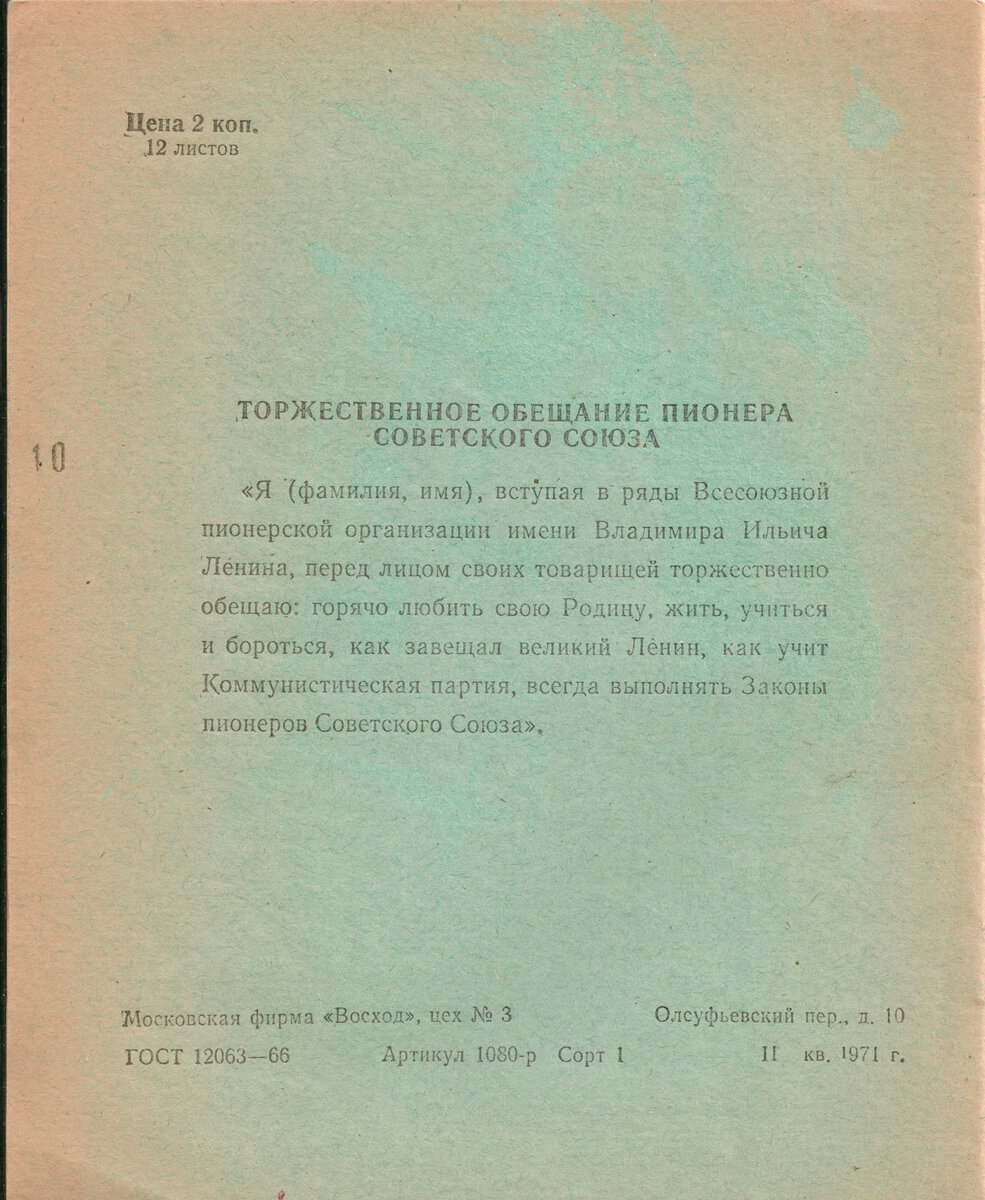 Цена 2 коп.
12 листов
ТОРЖЕСТВЕННОЕ ОБЕЩАНИЕ ПИОНЕРА
СОВЕТСКОГО СОЮЗА
10
«Я (фамилия, имя), вступая в ряды Всесоюзной
пионерской организации имени Владимира Ильича
Ленина, перед лицом своих товарищей торжественно
обещаю: горячо любить свою Родину, жить, учиться
и бороться, как завещал великий Ленин, как учит
Коммунистическая партия, всегда выполнять Законы
пионеров Советского Союза».
Московская фирма «Восход», цех № 3 Олсуфьевский пер., д. 10
ГОСТ 12063—66 Артикул 1080-р Сорт 1 II кв. 1971 г.